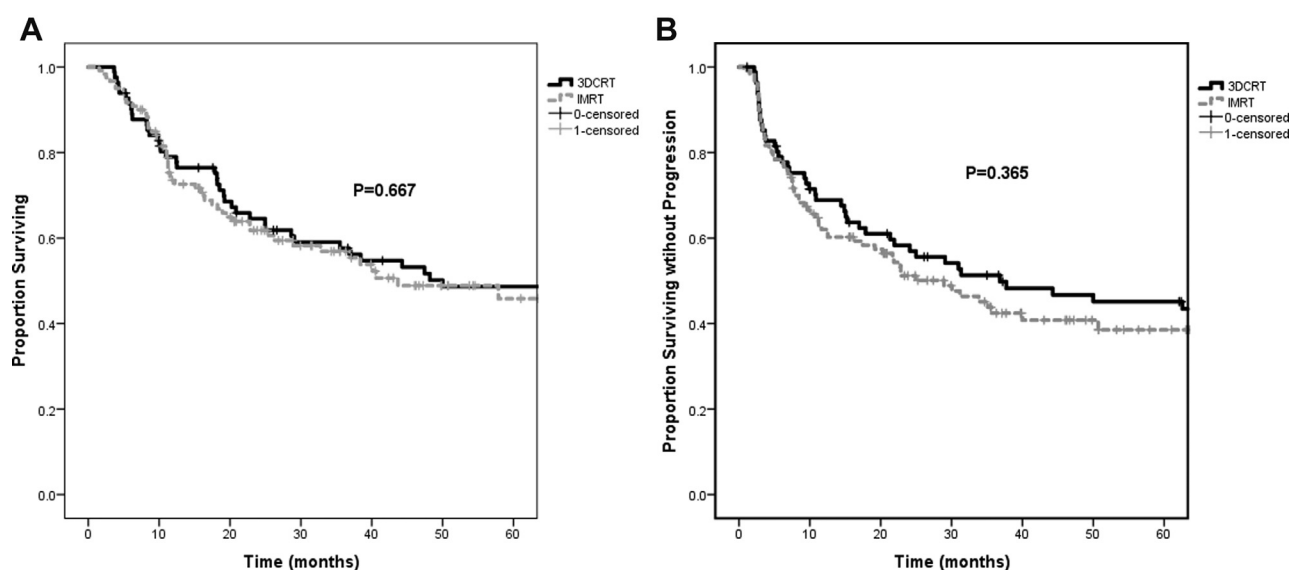 A
Proportion Surviving
1.0
0.8
0.6
0.4
0.2
0.0
0 10 20 30 40 50 60
Time (months)
P=0.667
3DCRT
IMRT
0-censored
1-censored
B
Proportion Surviving wtihout Progression
1.0
0.8
0.6
0.4
0.2
0.0
0 10 20 30 40 50 60
Time (months)
P=0.365
3DCRT
IMRT
0-censored
1-censored